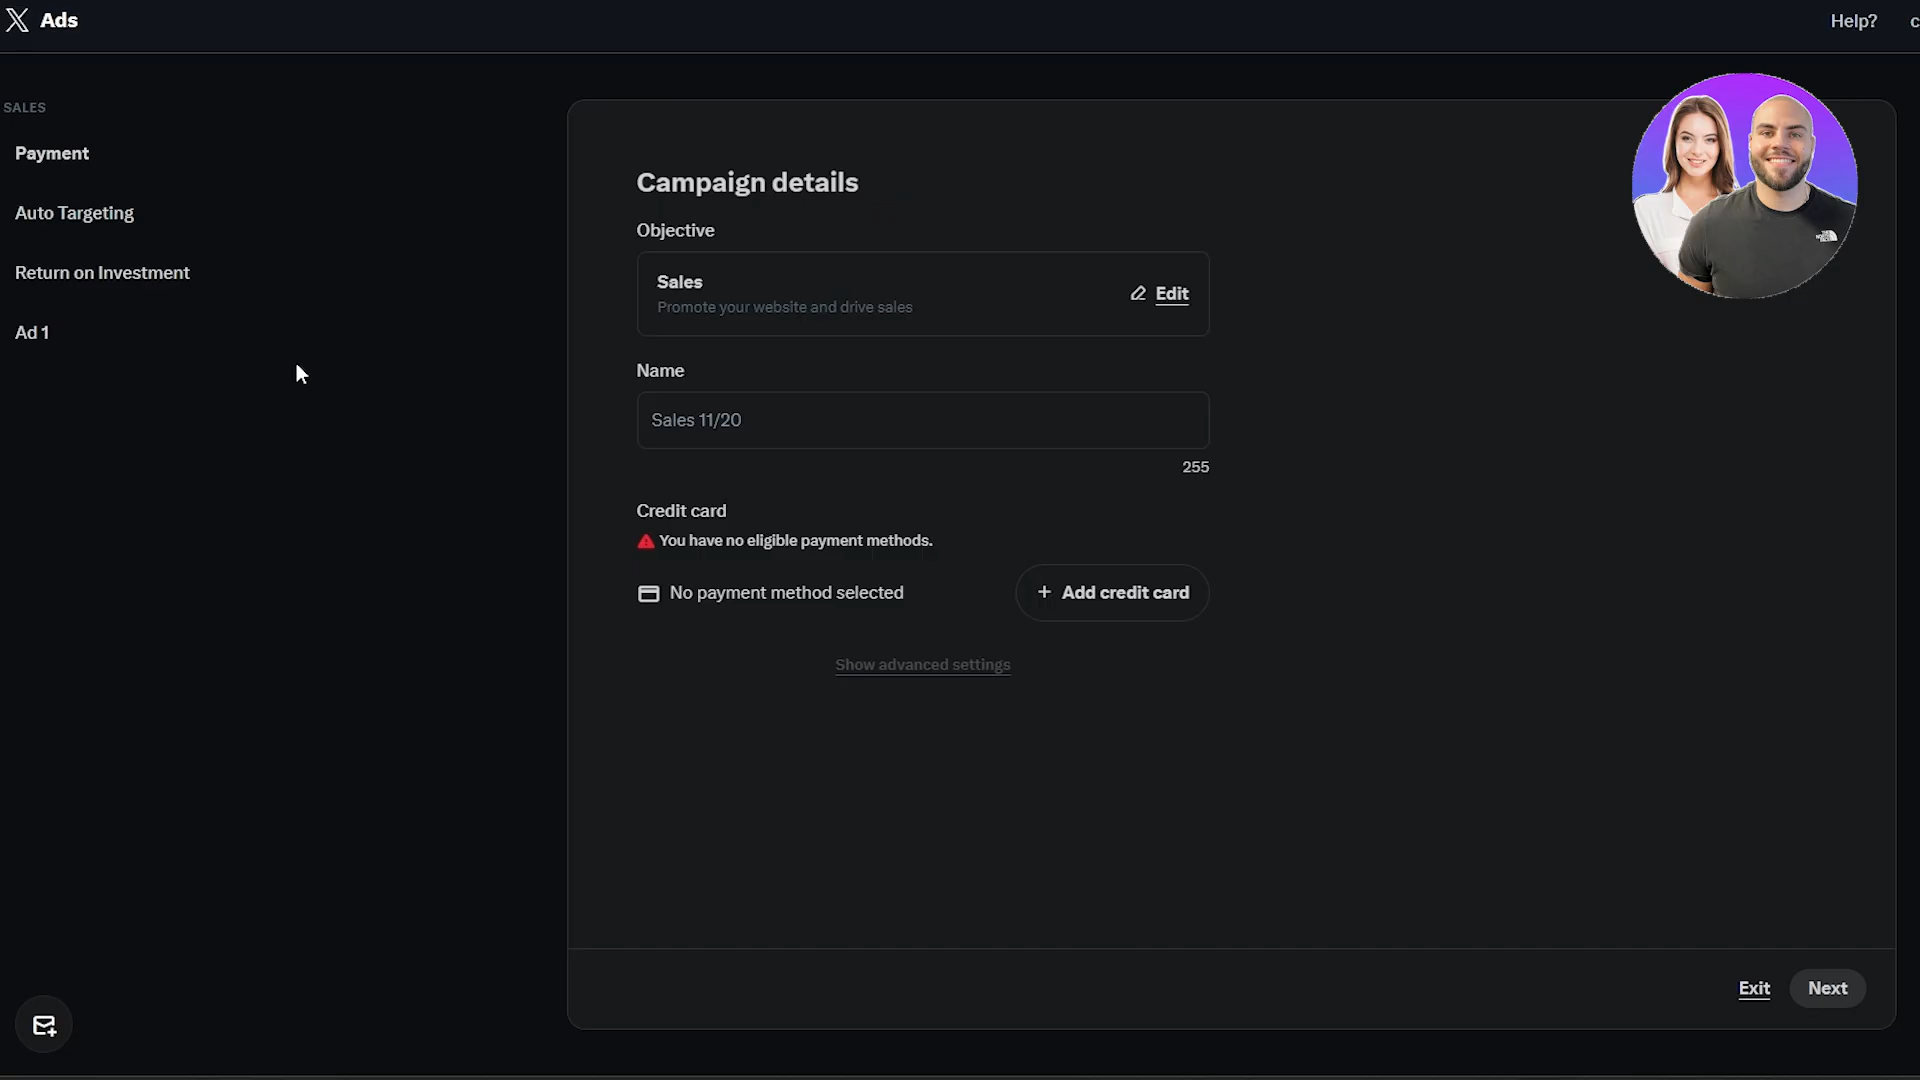 Ads
Help?
SALES
Payment
Auto Targeting
Return on Investment
Ad 1
Campaign details
Objective
Sales
Promote your website and drive sales
Edit
Name
Sales 11/20
255
Credit card
You have no eligible payment methods.
No payment method selected
+ Add credit card
Show advanced settings
Exit
Next